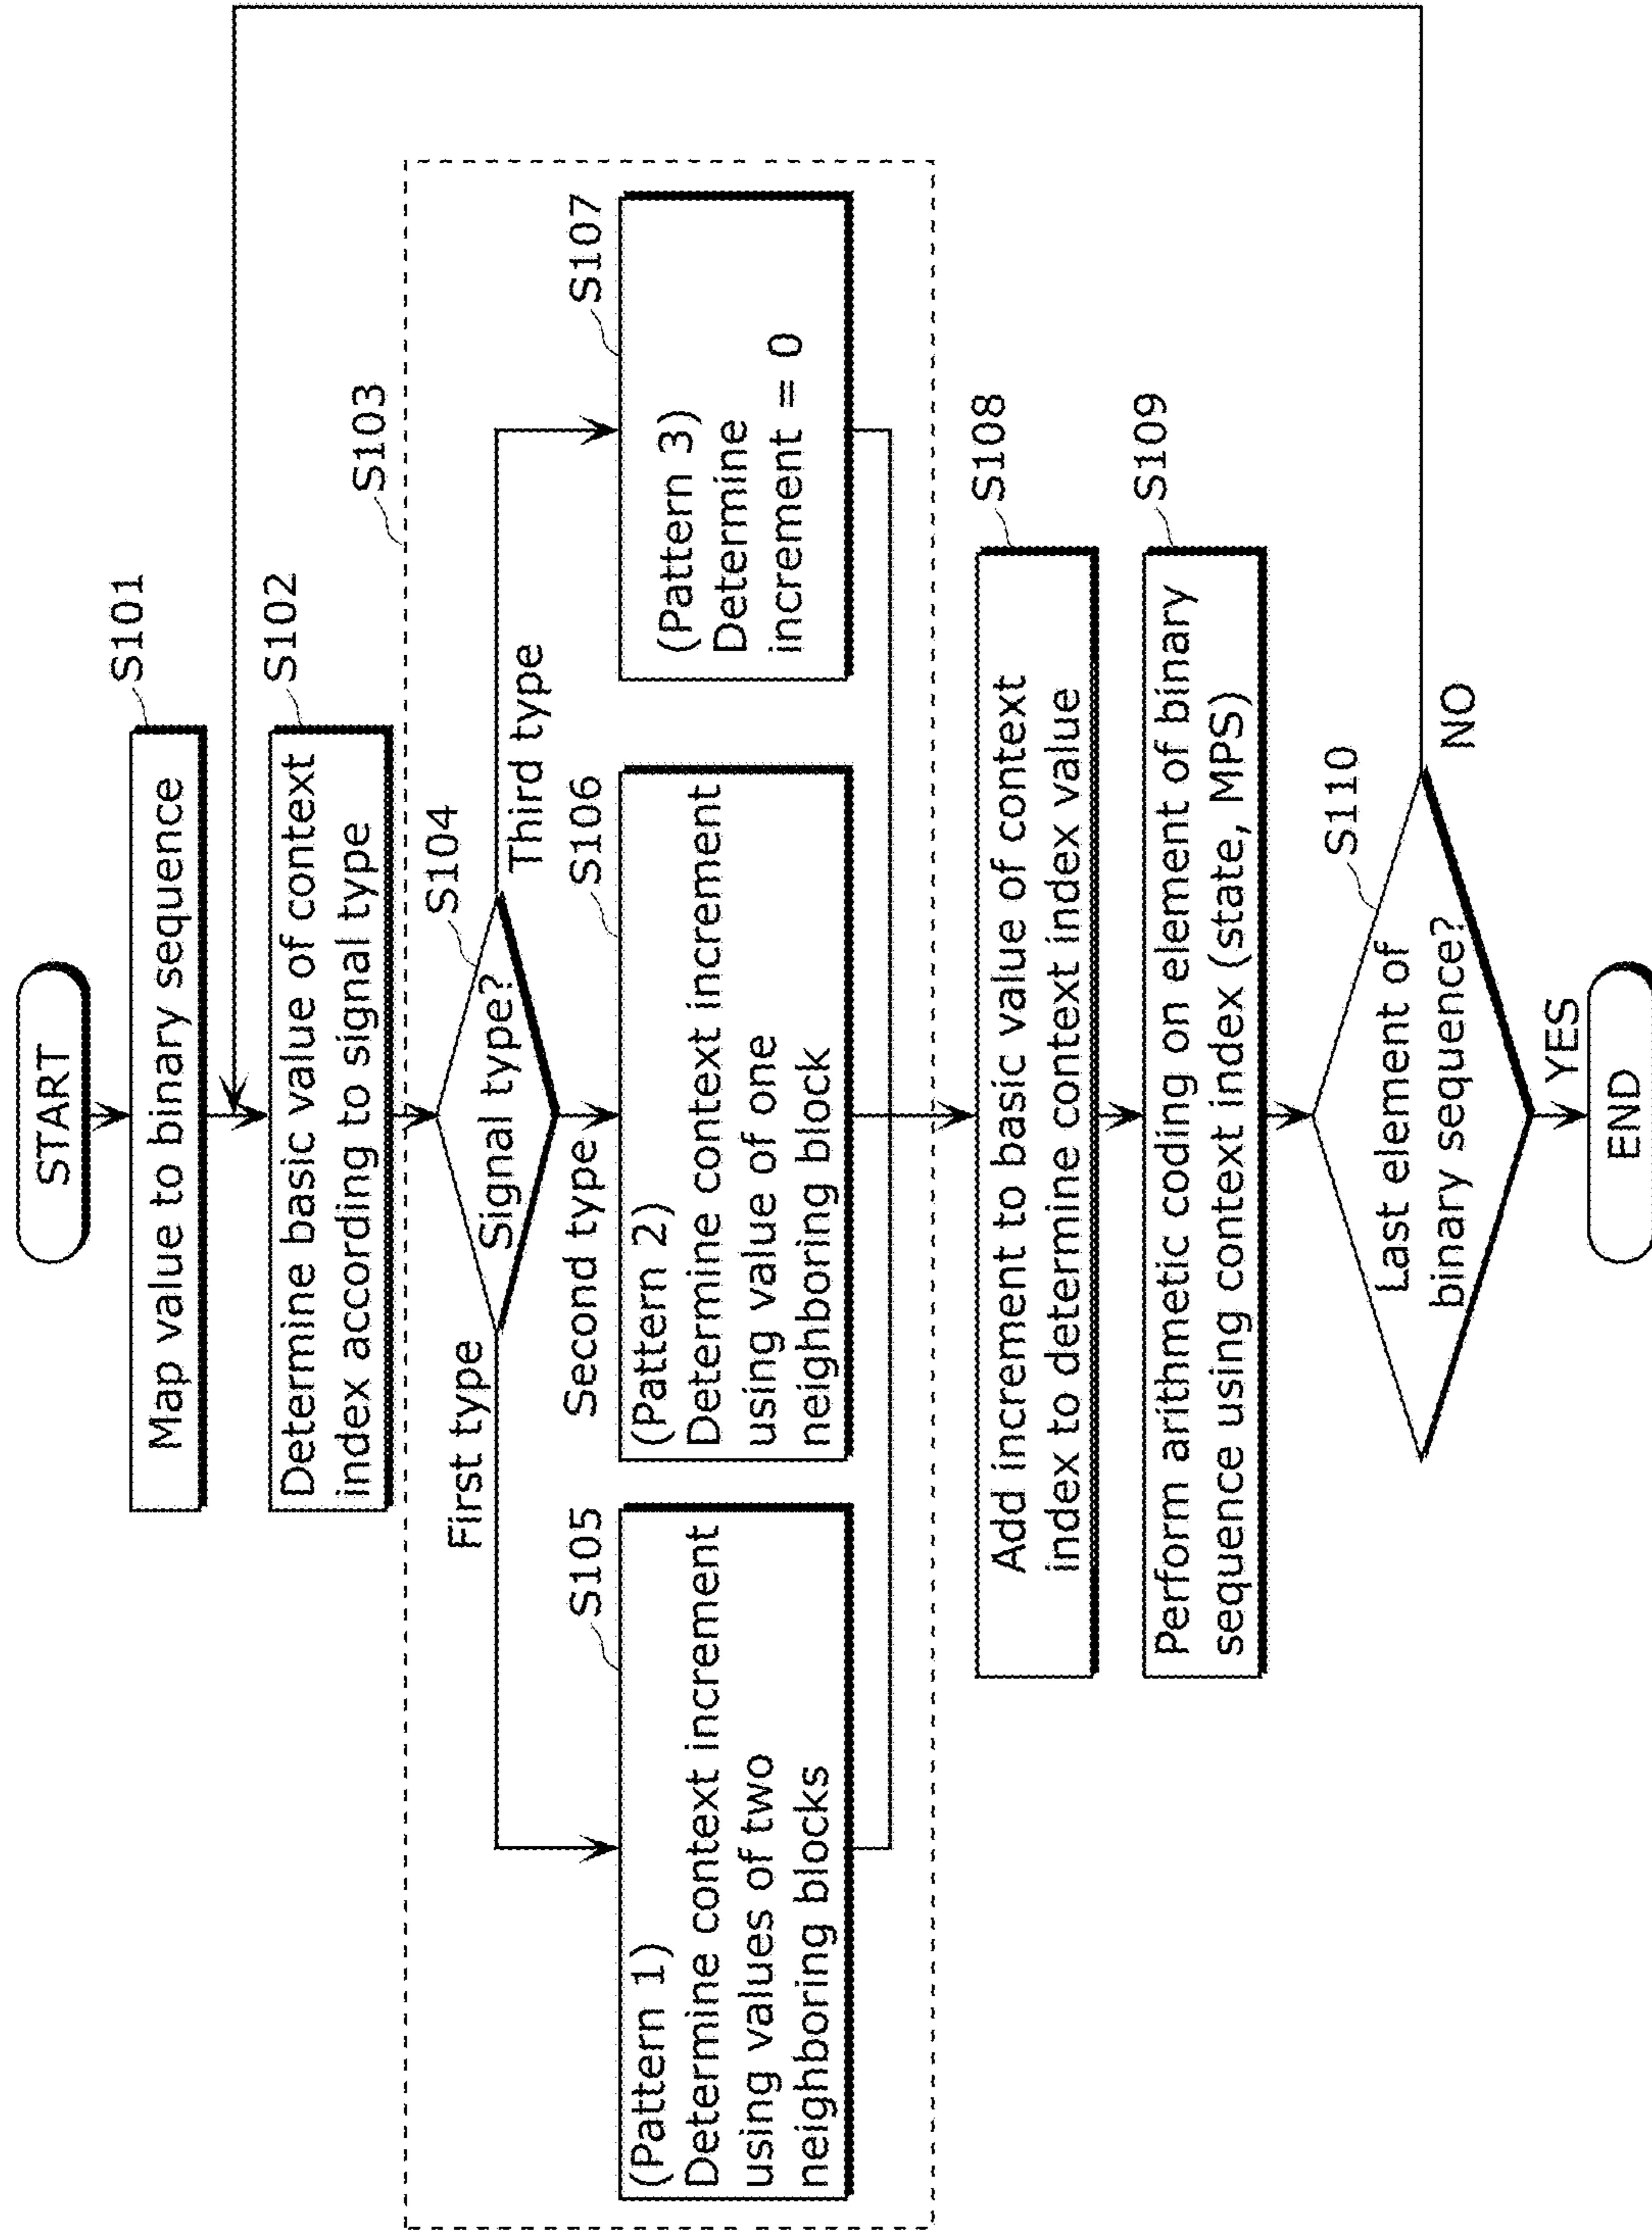 START
S101
Map value to binary sequence
S102
Determine basic value of context
index according to signal type
S103
S104
Signal type?
First type
Second type
Third type
S105
(Pattern 1)
Determine context increment
using values of two
neighboring blocks
S106
(Pattern 2)
Determine context increment
using value of one
neighboring block
S107
(Pattern 3)
Determine
increment = 0
S108
Add increment to basic value of context
index to determine context index value
S109
Perform arithmetic coding on element of binary
sequence using context index (state, MPS)
S110
Last element of
binary sequence?
NO
YES
END